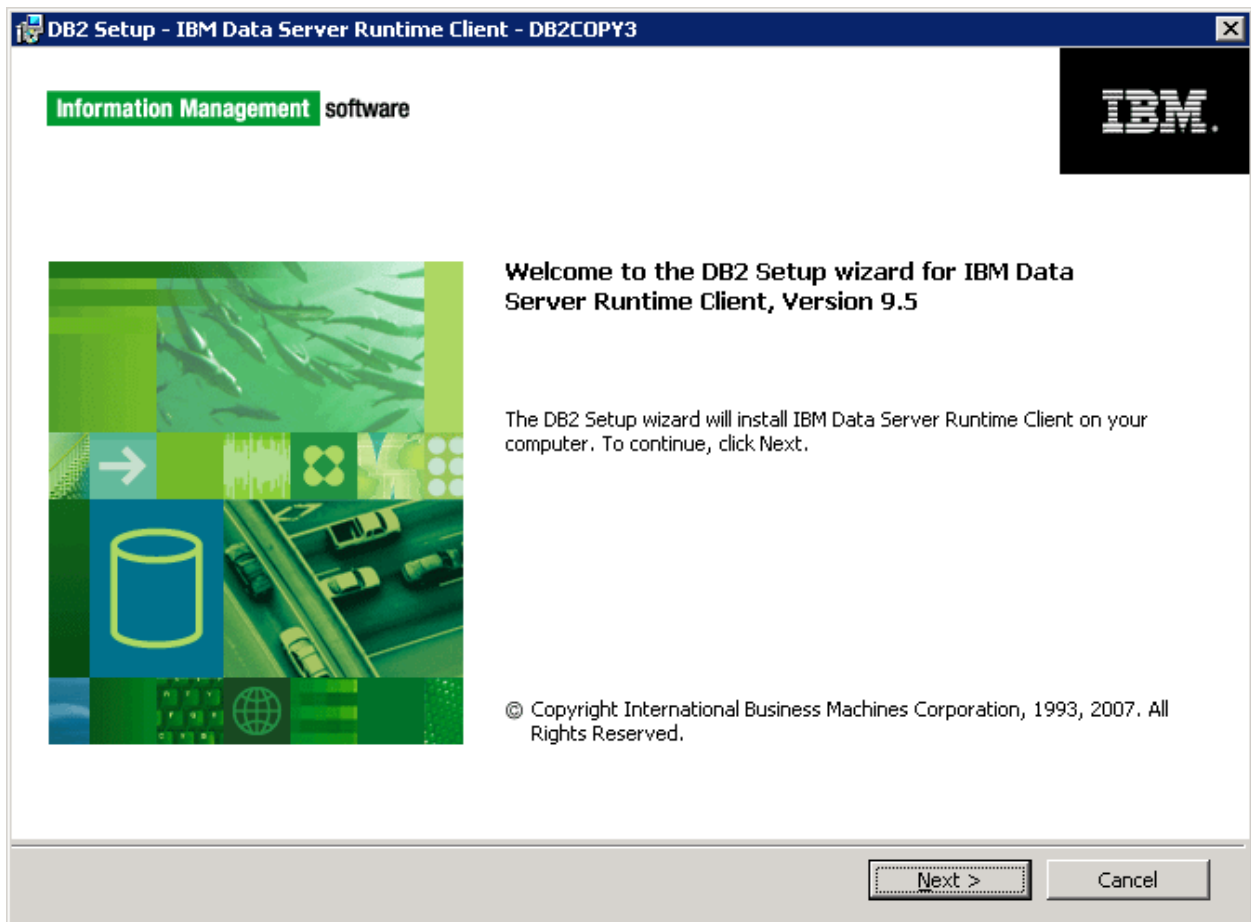 DB2 Setup - IBM Data Server Runtime Client - DB2COPY3
Information Management software
IBM.
Welcome to the DB2 Setup wizard for IBM Data
Server Runtime Client, Version 9.5
The DB2 Setup wizard will install IBM Data Server Runtime Client on your
computer. To continue, click Next.
© Copyright International Business Machines Corporation, 1993, 2007. All
Rights Reserved.
Next >
Cancel